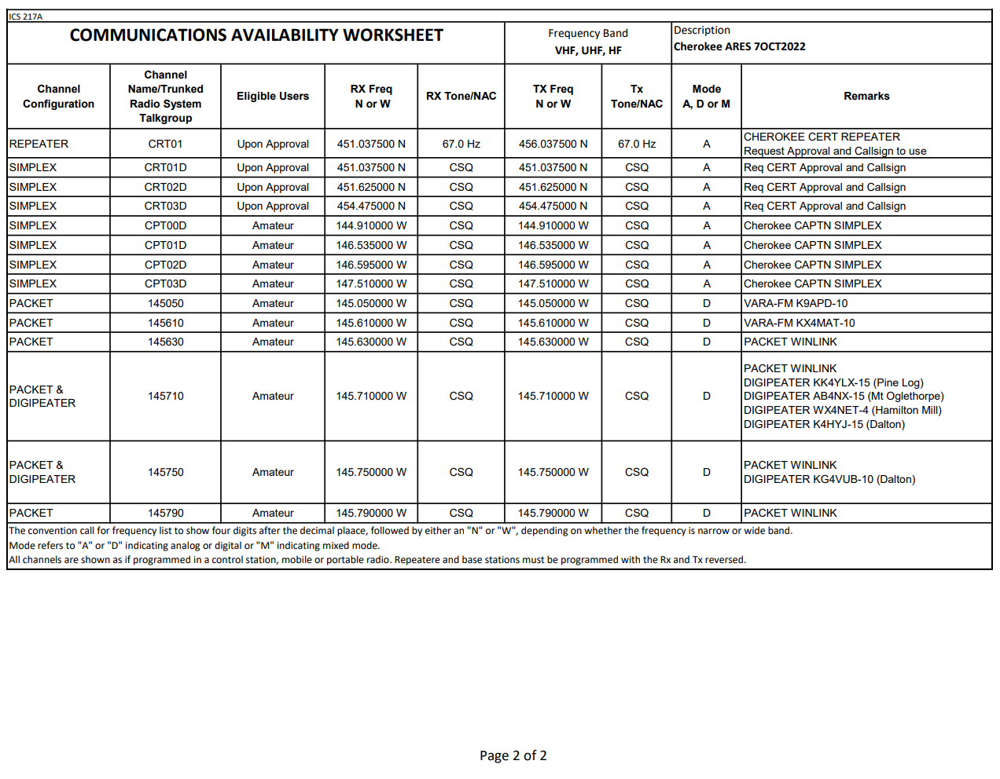 ICS 217A
COMMUNICATIONS AVAILABILITY WORKSHEET
Frequency Band
VHF, UHF, HF
Description
Cherokee ARES 7OCT2022
Channel Configuration | Channel Name/Trunked Radio System Talkgroup | Eligible Users | RX Freq N or W | RX Tone/NAC | TX Freq N or W | Tx Tone/NAC | Mode A, D or M | Remarks
REPEATER CRT01 Upon Approval 451.037500 N 67.0 Hz 456.037500 N 67.0 Hz A CHEROKEE CERT REPEATER
Request Approval and Callsign to use
SIMPLEX CRT01D Upon Approval 451.037500 N CSQ 451.037500 N CSQ A Req CERT Approval and Callsign
SIMPLEX CRT02D Upon Approval 451.625000 N CSQ 451.625000 N CSQ A Req CERT Approval and Callsign
SIMPLEX CRT03D Upon Approval 454.475000 N CSQ 454.475000 N CSQ A Req CERT Approval and Callsign
SIMPLEX CPT00D Amateur 144.910000 W CSQ 144.910000 W CSQ A Cherokee CAPTN SIMPLEX
SIMPLEX CPT01D Amateur 146.535000 W CSQ 146.535000 W CSQ A Cherokee CAPTN SIMPLEX
SIMPLEX CPT02D Amateur 146.595000 W CSQ 146.595000 W CSQ A Cherokee CAPTN SIMPLEX
SIMPLEX CPT03D Amateur 147.510000 W CSQ 147.510000 W CSQ A Cherokee CAPTN SIMPLEX
PACKET 145050 Amateur 145.050000 W CSQ 145.050000 W CSQ D VARA-FM K9APD-10
PACKET 145610 Amateur 145.610000 W CSQ 145.610000 W CSQ D VARA-FM KX4MAT-10
PACKET 145630 Amateur 145.630000 W CSQ 145.630000 W CSQ D PACKET WINLINK
PACKET & DIGIPEATER 145710 Amateur 145.710000 W CSQ 145.710000 W CSQ D PACKET WINLINK
DIGIPEATER KK4YLX-15 (Pine Log)
DIGIPEATER AB4NX-15 (Mt Oglethorpe)
DIGIPEATER WX4NET-4 (Hamilton Mill)
DIGIPEATER K4HYJ-15 (Dalton)
PACKET & DIGIPEATER 145750 Amateur 145.750000 W CSQ 145.750000 W CSQ D PACKET WINLINK
DIGIPEATER KG4VUB-10 (Dalton)
PACKET 145790 Amateur 145.790000 W CSQ 145.790000 W CSQ D PACKET WINLINK
The convention call for frequency list to show four digits after the decimal plaace, followed by either an "N" or "W", depending on whether the frequency is narrow or wide band.
Mode refers to "A" or "D" indicating analog or digital or "M" indicating mixed mode.
All channels are shown as if programmed in a control station, mobile or portable radio. Repeatere and base stations must be programmed with the Rx and Tx reversed.
Page 2 of 2